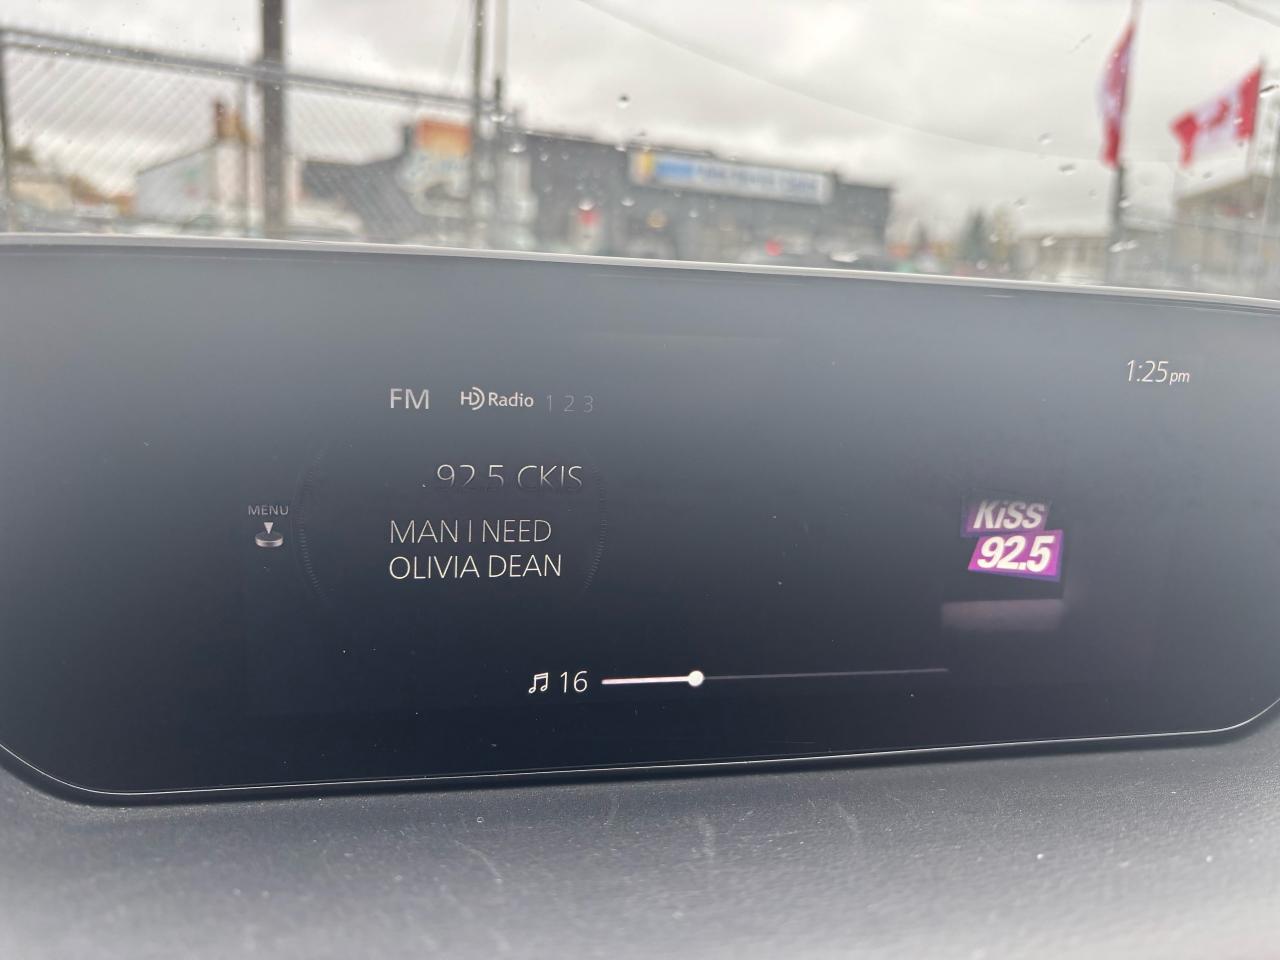 1:25pm
FM HD Radio 1 2 3
92.5 CKIS
MENU
MAN I NEED
OLIVIA DEAN
KiSS
92.5
16